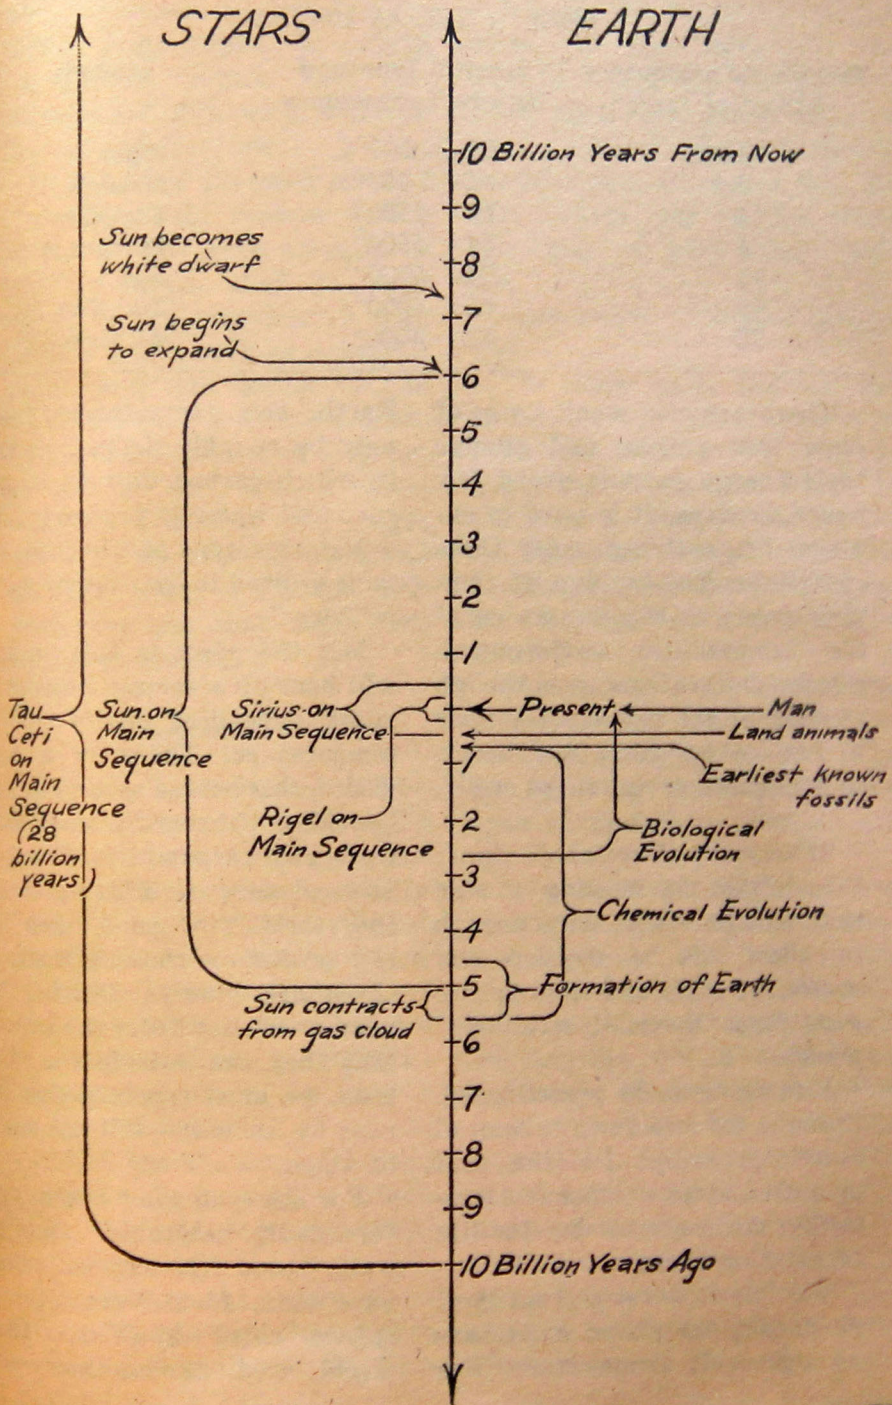 STARS
EARTH
10 Billion Years From Now
9
Sun becomes
white dwarf
8
7
Sun begins
to expand
6
5
4
3
2
1
Tau
Ceti
on
Main
Sequence
(28
billion
years)
Sun on
Main
Sequence
Sirius on
Main Sequence
Rigel on
Main Sequence
Present
Man
Land animals
Earliest known
fossils
1
2
Biological
Evolution
3
Chemical Evolution
4
5
Formation of Earth
Sun contracts
from gas cloud
6
7
8
9
10 Billion Years Ago